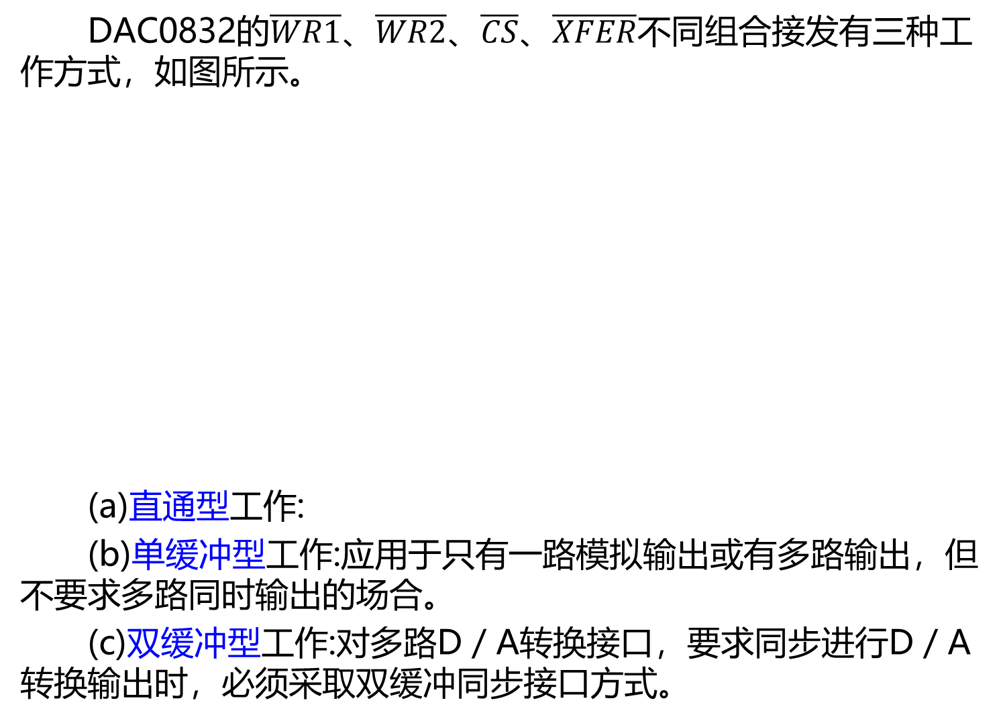 DAC0832的$\overline{WR1}$、$\overline{WR2}$、$\overline{CS}$、$\overline{XFER}$不同组合接发有三种工
作方式，如图所示。
(a)直通型工作:
(b)单缓冲型工作:应用于只有一路模拟输出或有多路输出，但
不要求多路同时输出的场合。
(c)双缓冲型工作:对多路D／A转换接口，要求同步进行D／A
转换输出时，必须采取双缓冲同步接口方式。